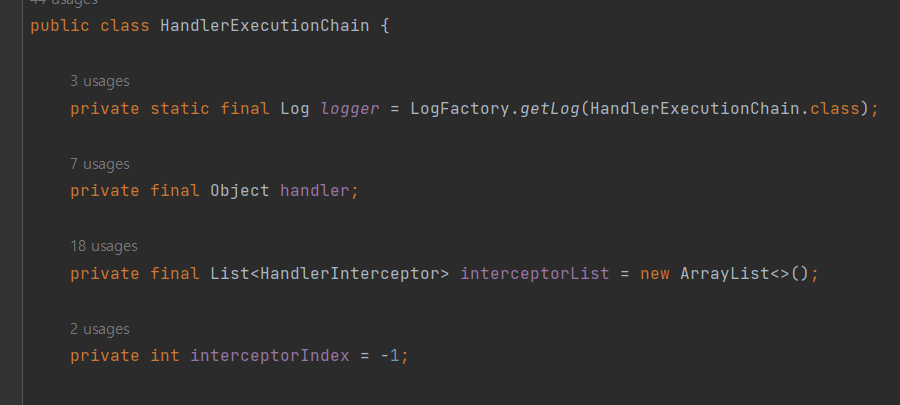 44 usages
public class HandlerExecutionChain {
3 usages
private static final Log logger = LogFactory.getLog(HandlerExecutionChain.class);
7 usages
private final Object handler;
18 usages
private final List<HandlerInterceptor> interceptorList = new ArrayList<>();
2 usages
private int interceptorIndex = -1;